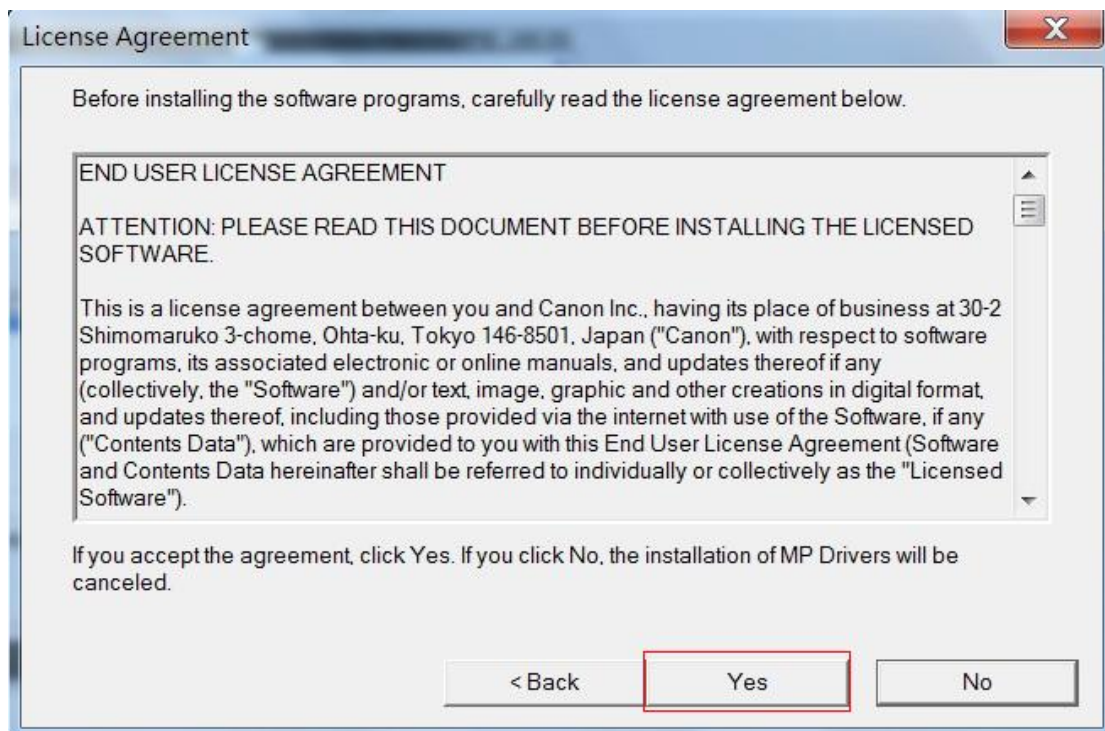 License Agreement
X
Before installing the software programs, carefully read the license agreement below.
END USER LICENSE AGREEMENT
ATTENTION: PLEASE READ THIS DOCUMENT BEFORE INSTALLING THE LICENSED
SOFTWARE.
This is a license agreement between you and Canon Inc., having its place of business at 30-2
Shimomaruko 3-chome, Ohta-ku, Tokyo 146-8501, Japan ("Canon"), with respect to software
programs, its associated electronic or online manuals, and updates thereof if any
(collectively, the "Software") and/or text, image, graphic and other creations in digital format,
and updates thereof, including those provided via the internet with use of the Software, if any
("Contents Data"), which are provided to you with this End User License Agreement (Software
and Contents Data hereinafter shall be referred to individually or collectively as the "Licensed
Software").
If you accept the agreement, click Yes. If you click No, the installation of MP Drivers will be
canceled.
< Back
Yes
No